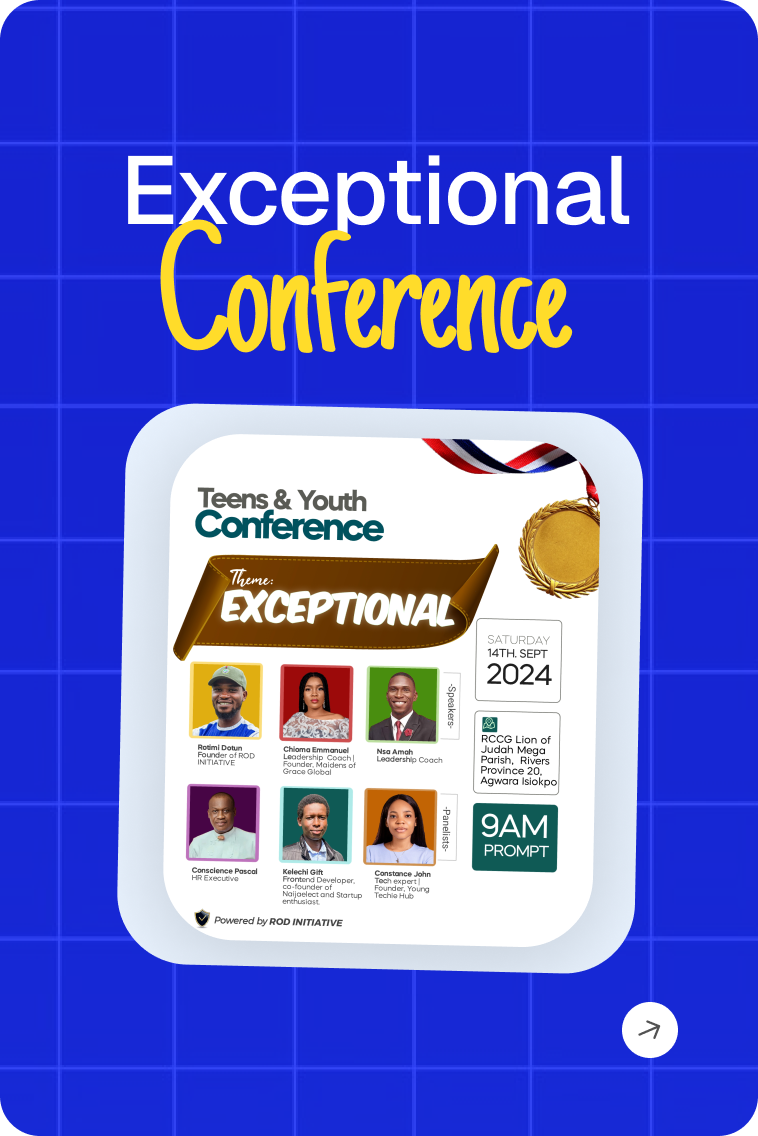 Exceptional
Conference
Teens & Youth
Conference
Theme:
EXCEPTIONAL
SATURDAY
14TH. SEPT
2024
RCCG Lion of
Judah Mega
Parish, Rivers
Province 20,
Agwara Isiokpo
9AM
PROMPT
-Speakers-
Rotimi Dotun
Founder of ROD
INITIATIVE
Chioma Emmanuel
Leadership Coach|
Founder, Maidens of
Grace Global
Nsa Amah
Leadership Coach
-Panelists-
Conscience Pascal
HR Executive
Kelechi Gift
Frontend Developer,
co-founder of
Naijaelect and Startup
enthusiast.
Constance John
Tech expert |
Founder, Young
Techie Hub
Powered by ROD INITIATIVE